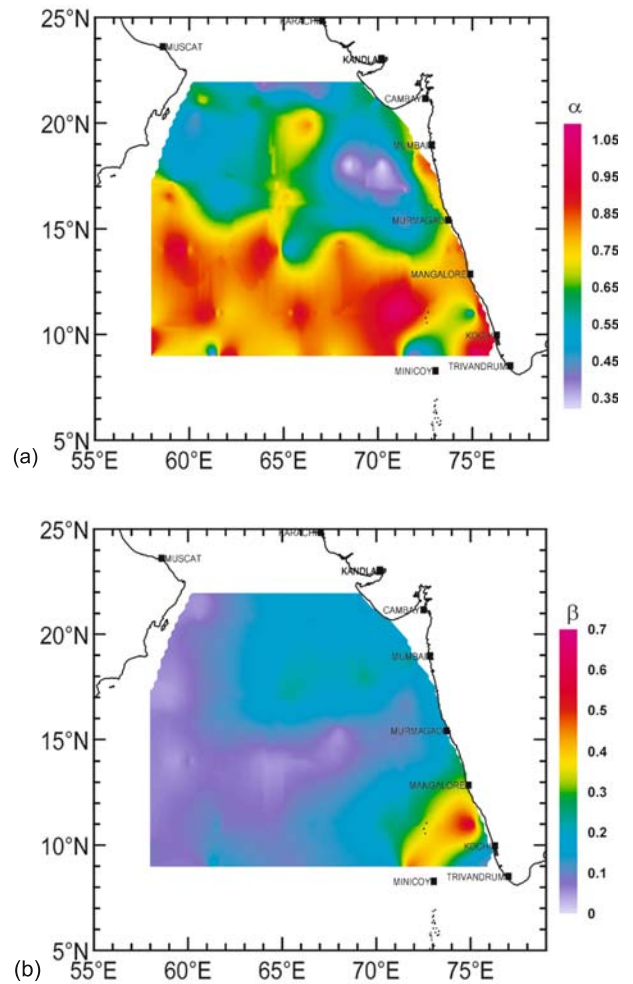 25°N
KARACHI
MUSCAT
KANDLA
20°N
CAMBAY
MUMBAI
15°N
MURMAGAO
MANGALORE
10°N
KOCHI
MINICOY
TRIVANDRUM
5°N
(a)
55°E 60°E 65°E 70°E 75°E
α
1.05
0.95
0.85
0.75
0.65
0.55
0.45
0.35
25°N
KARACHI
MUSCAT
KANDLA
20°N
CAMBAY
MUMBAI
15°N
MURMAGAO
MANGALORE
10°N
KOCHI
MINICOY
TRIVANDRUM
5°N
(b)
55°E 60°E 65°E 70°E 75°E
β
0.7
0.6
0.5
0.4
0.3
0.2
0.1
0